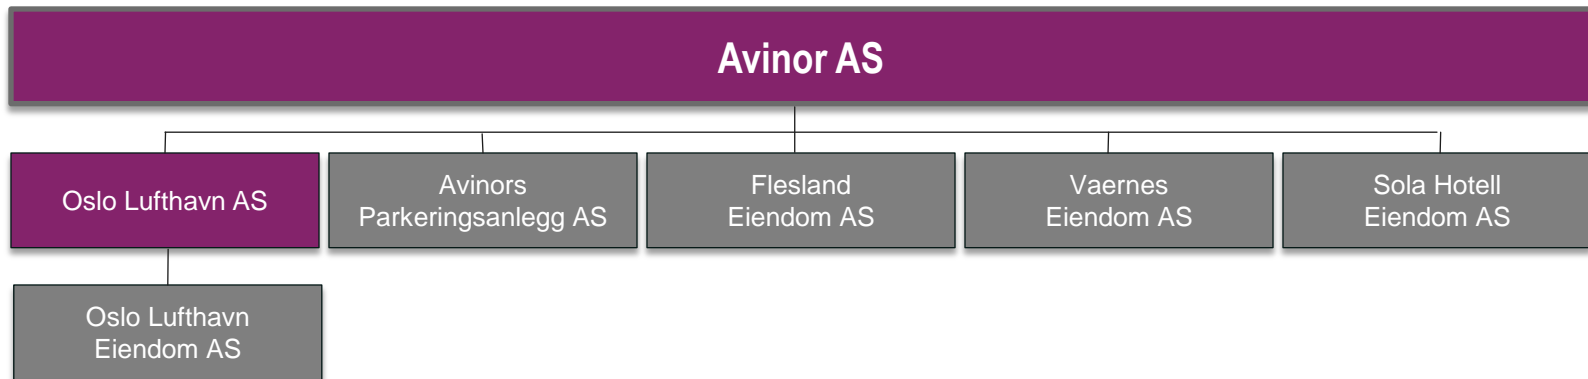 Avinor AS
Oslo Lufthavn AS
Avinors
Parkeringsanlegg AS
Flesland
Eiendom AS
Vaernes
Eiendom AS
Sola Hotell
Eiendom AS
Oslo Lufthavn
Eiendom AS